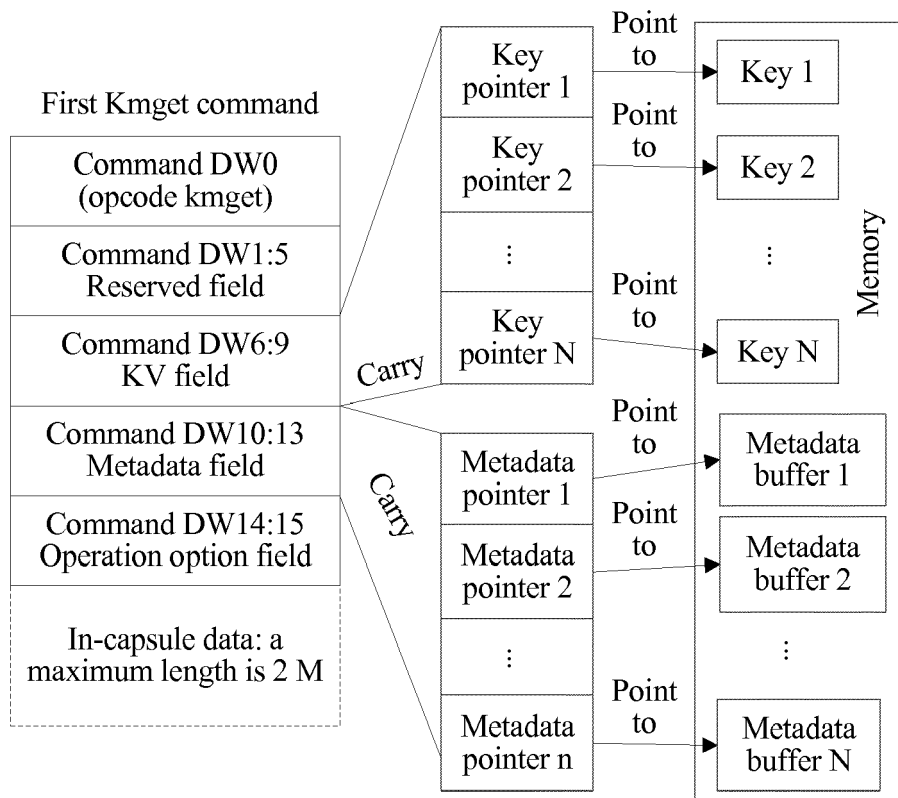 First Kmget command
Command DW0
(opcode kmget)
Command DW1:5
Reserved field
Command DW6:9
KV field
Command DW10:13
Metadata field
Command DW14:15
Operation option field
In-capsule data: a
maximum length is 2 M
Carry
Carry
Key
pointer 1
Key
pointer 2
⋮
Key
pointer N
Metadata
pointer 1
Metadata
pointer 2
⋮
Metadata
pointer n
Point
to
Point
to
Point
to
Point
to
Point
to
Point
to
Key 1
Key 2
⋮
Key N
Memory
Metadata
buffer 1
Metadata
buffer 2
⋮
Metadata
buffer N